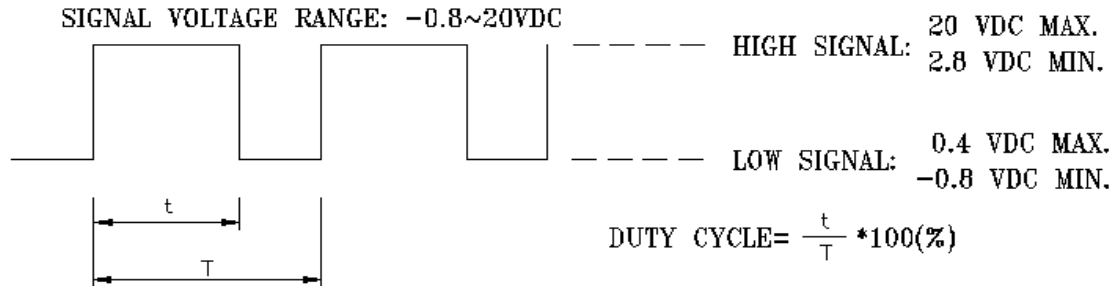 SIGNAL VOLTAGE RANGE: -0.8~20VDC
HIGH SIGNAL: 20 VDC MAX.
2.8 VDC MIN.
LOW SIGNAL: 0.4 VDC MAX.
-0.8 VDC MIN.
t
T
DUTY CYCLE= t/T *100(%)